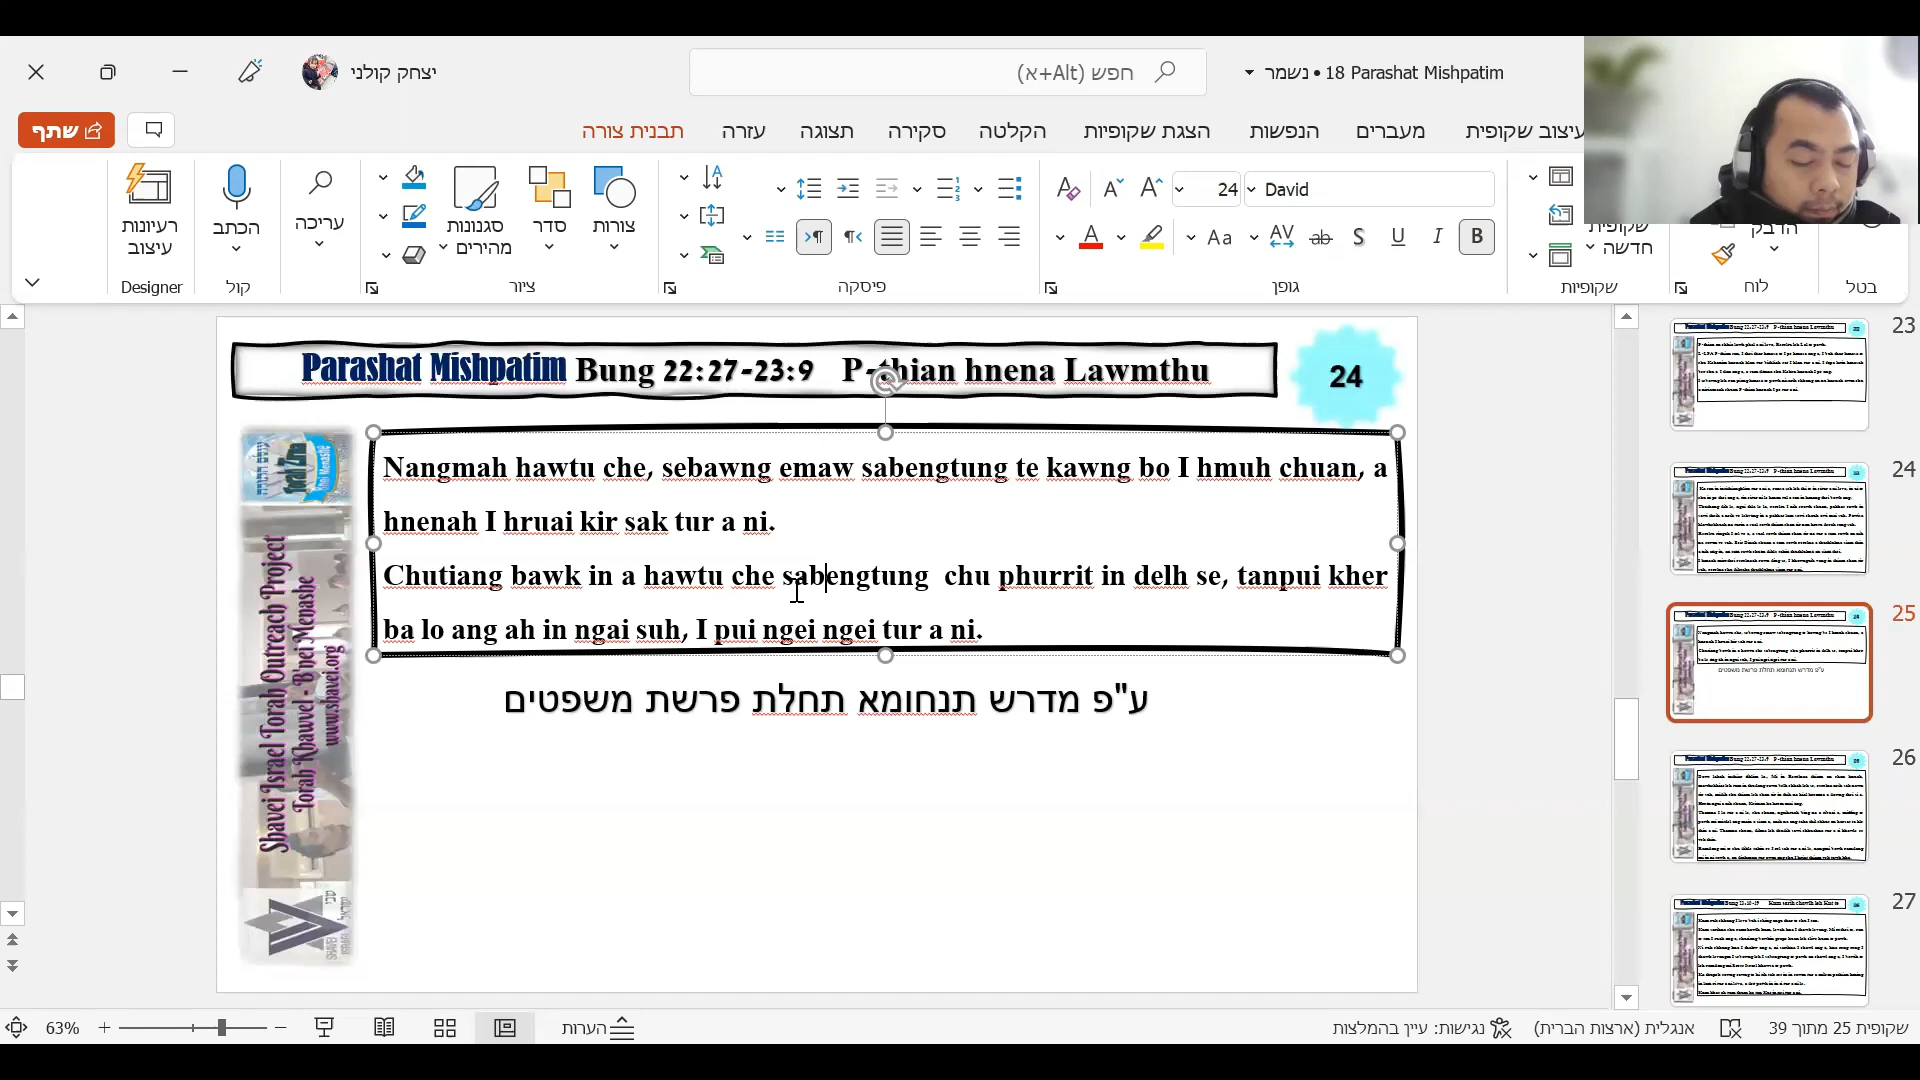 יצחק קולני
חפש (Alt+א)
18 Parashat Mishpatim • נשמר
שתף
עיצוב שקופית
מעברים
הנפשות
הצגת שקופיות
הקלטה
סקירה
תצוגה
עזרה
תבנית צורה
David
24
הדבק
שקופית
חדשה
צורות
סדר
סגנונות
מהירים
עריכה
הכתב
רעיונות
עיצוב
בטל
לוח
שקופיות
גופן
פיסקה
ציור
קול
Designer
Parashat Mishpatim Bung 22:27-23:9 P-thian hnena Lawmthu
24
Nangmah hawtu che, sebawng emaw sabengtung te kawng bo I hmuh chuan, a
hnenah I hruai kir sak tur a ni.
Chutiang bawk in a hawtu che sabengtung chu phurrit in delh se, tanpui kher
ba lo ang ah in ngai suh, I pui ngei ngei tur a ni.
ע"פ מדרש תנחומא תחלת פרשת משפטים
Shavei Israel Torah Outreach Project
Torah Khawvel - B'nei Menashe
www.shavei.org
23
24
25
26
27
שקופית 25 מתוך 39
אנגלית (ארצות הברית)
נגישות: עיין בהמלצות
הערות
63%